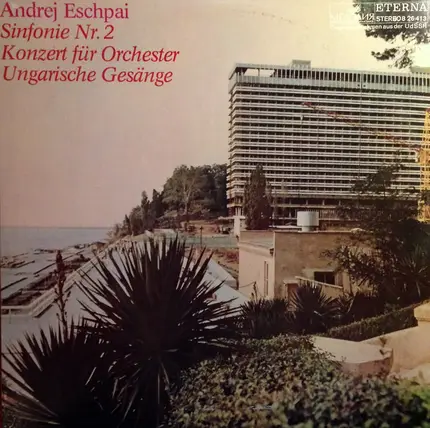 Andrej Eschpai
Sinfonie Nr. 2
Konzert für Orchester
Ungarische Gesänge
ETERNA
STEREO 8 26 413
aus der UdSSR